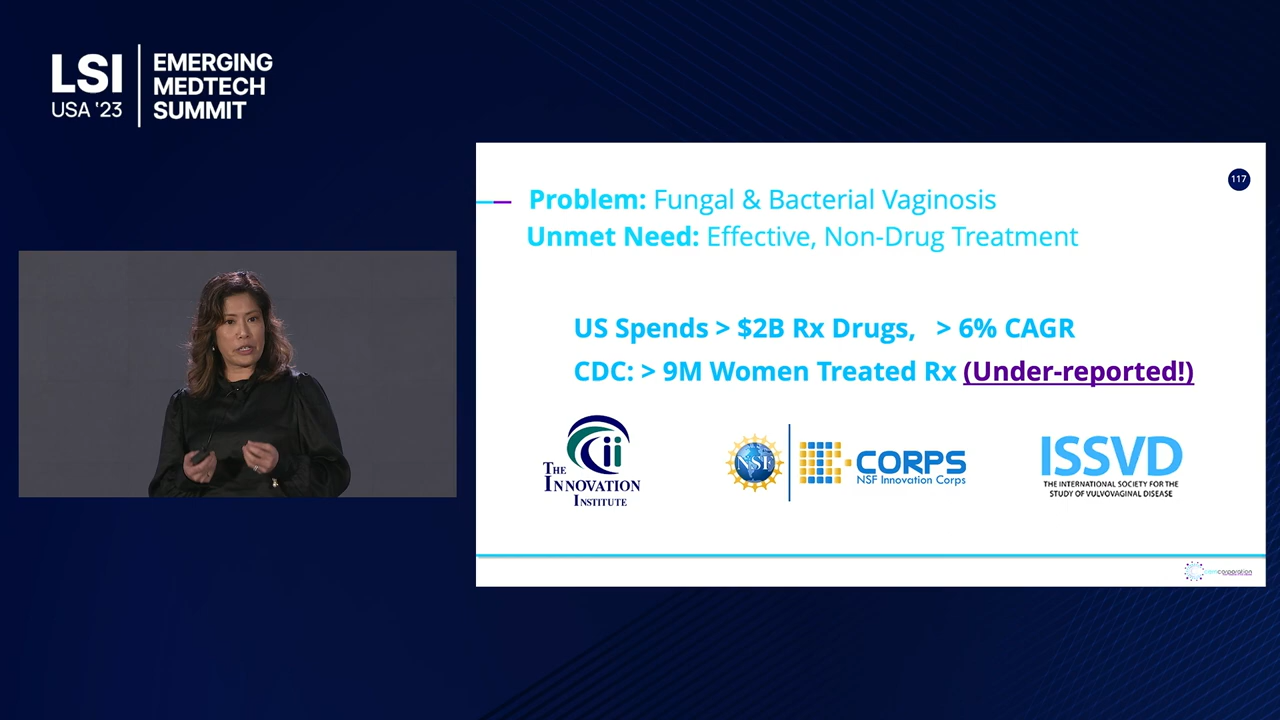 LSI
USA '23
EMERGING
MEDTECH
SUMMIT
117
Problem: Fungal & Bacterial Vaginosis
Unmet Need: Effective, Non-Drug Treatment
US Spends > $2B Rx Drugs, > 6% CAGR
CDC: > 9M Women Treated Rx (Under-reported!)
cii
THE
INNOVATION
INSTITUTE
NSF
CORPS
NSF Innovation Corps
ISSVD
THE INTERNATIONAL SOCIETY FOR THE
STUDY OF VULVOVAGINAL DISEASE
corporation